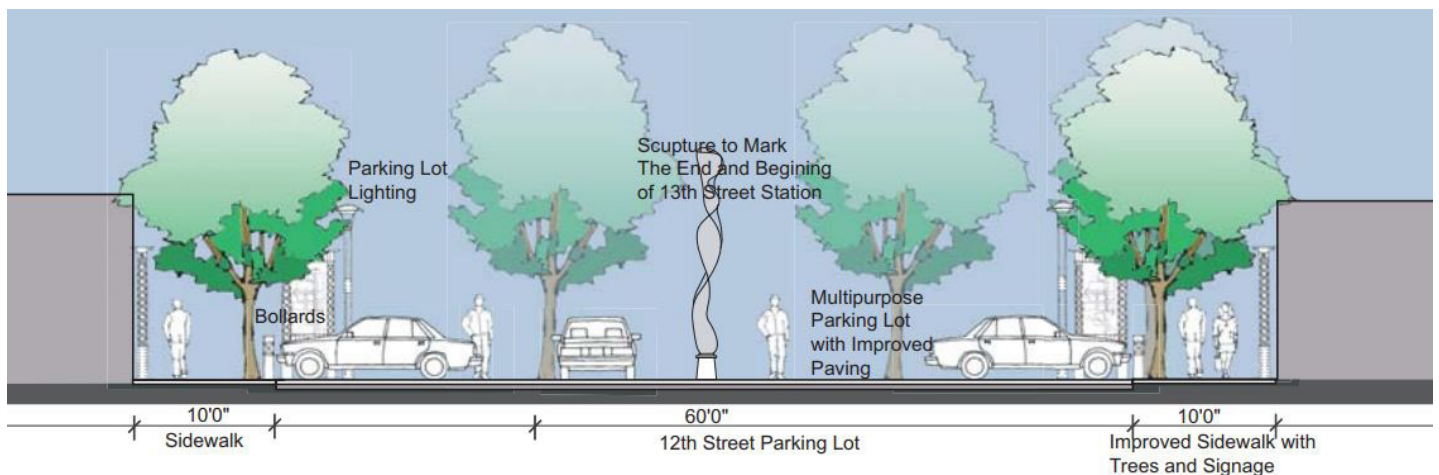 Parking Lot
Lighting
Scupture to Mark
The End and Begining
of 13th Street Station
Bollards
Multipurpose
Parking Lot
with Improved
Paving
10'0"
60'0"
10'0"
Sidewalk
12th Street Parking Lot
Improved Sidewalk with
Trees and Signage